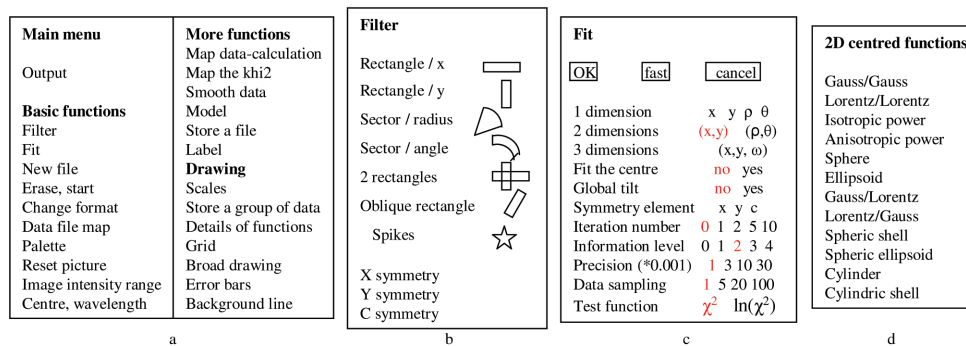 Main menu
Output
Basic functions
Filter
Fit
New file
Erase, start
Change format
Data file map
Palette
Reset picture
Image intensity range
Centre, wavelength
More functions
Map data-calculation
Map the khi2
Smooth data
Model
Store a file
Label
Drawing
Scales
Store a group of data
Details of functions
Grid
Broad drawing
Error bars
Background line
a
Filter
Rectangle / x
Rectangle / y
Sector / radius
Sector / angle
2 rectangles
Oblique rectangle
Spikes
X symmetry
Y symmetry
C symmetry
b
Fit
OK fast cancel
1 dimension x y ρ θ
2 dimensions (x,y) (ρ,θ)
3 dimensions (x,y, ω)
Fit the centre no yes
Global tilt no yes
Symmetry element x y c
Iteration number 0 1 2 5 10
Information level 0 1 2 3 4
Precision (*0.001) 1 3 10 30
Data sampling 1 5 20 100
Test function χ² ln(χ²)
c
2D centred functions
Gauss/Gauss
Lorentz/Lorentz
Isotropic power
Anisotropic power
Sphere
Ellipsoid
Gauss/Lorentz
Lorentz/Gauss
Spheric shell
Spheric ellipsoid
Cylinder
Cylindric shell
d